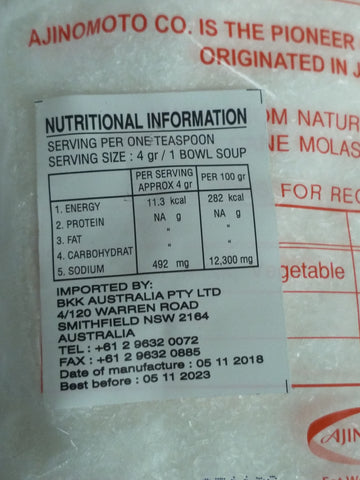 AJINOMOTO CO. IS THE PIONEER
ORIGINATED IN J
NUTRITIONAL INFORMATION
SERVING PER ONE TEASPOON
SERVING SIZE : 4 gr / 1 BOWL SOUP
PER SERVING APPROX 4 gr PER 100 gr
1. ENERGY 11.3 kcal 282 kcal
2. PROTEIN NA g NA g
3. FAT " "
4. CARBOHYDRAT " "
5. SODIUM 492 mg 12,300 mg
IMPORTED BY:
BKK AUSTRALIA PTY LTD
4/120 WARREN ROAD
SMITHFIELD NSW 2164
AUSTRALIA
TEL : +61 2 9632 0072
FAX : +61 2 9632 0885
Date of manufacture : 05 11 2018
Best before : 05 11 2023
OM NATUR
NE MOLAS
FOR REC
egetable
AJIN